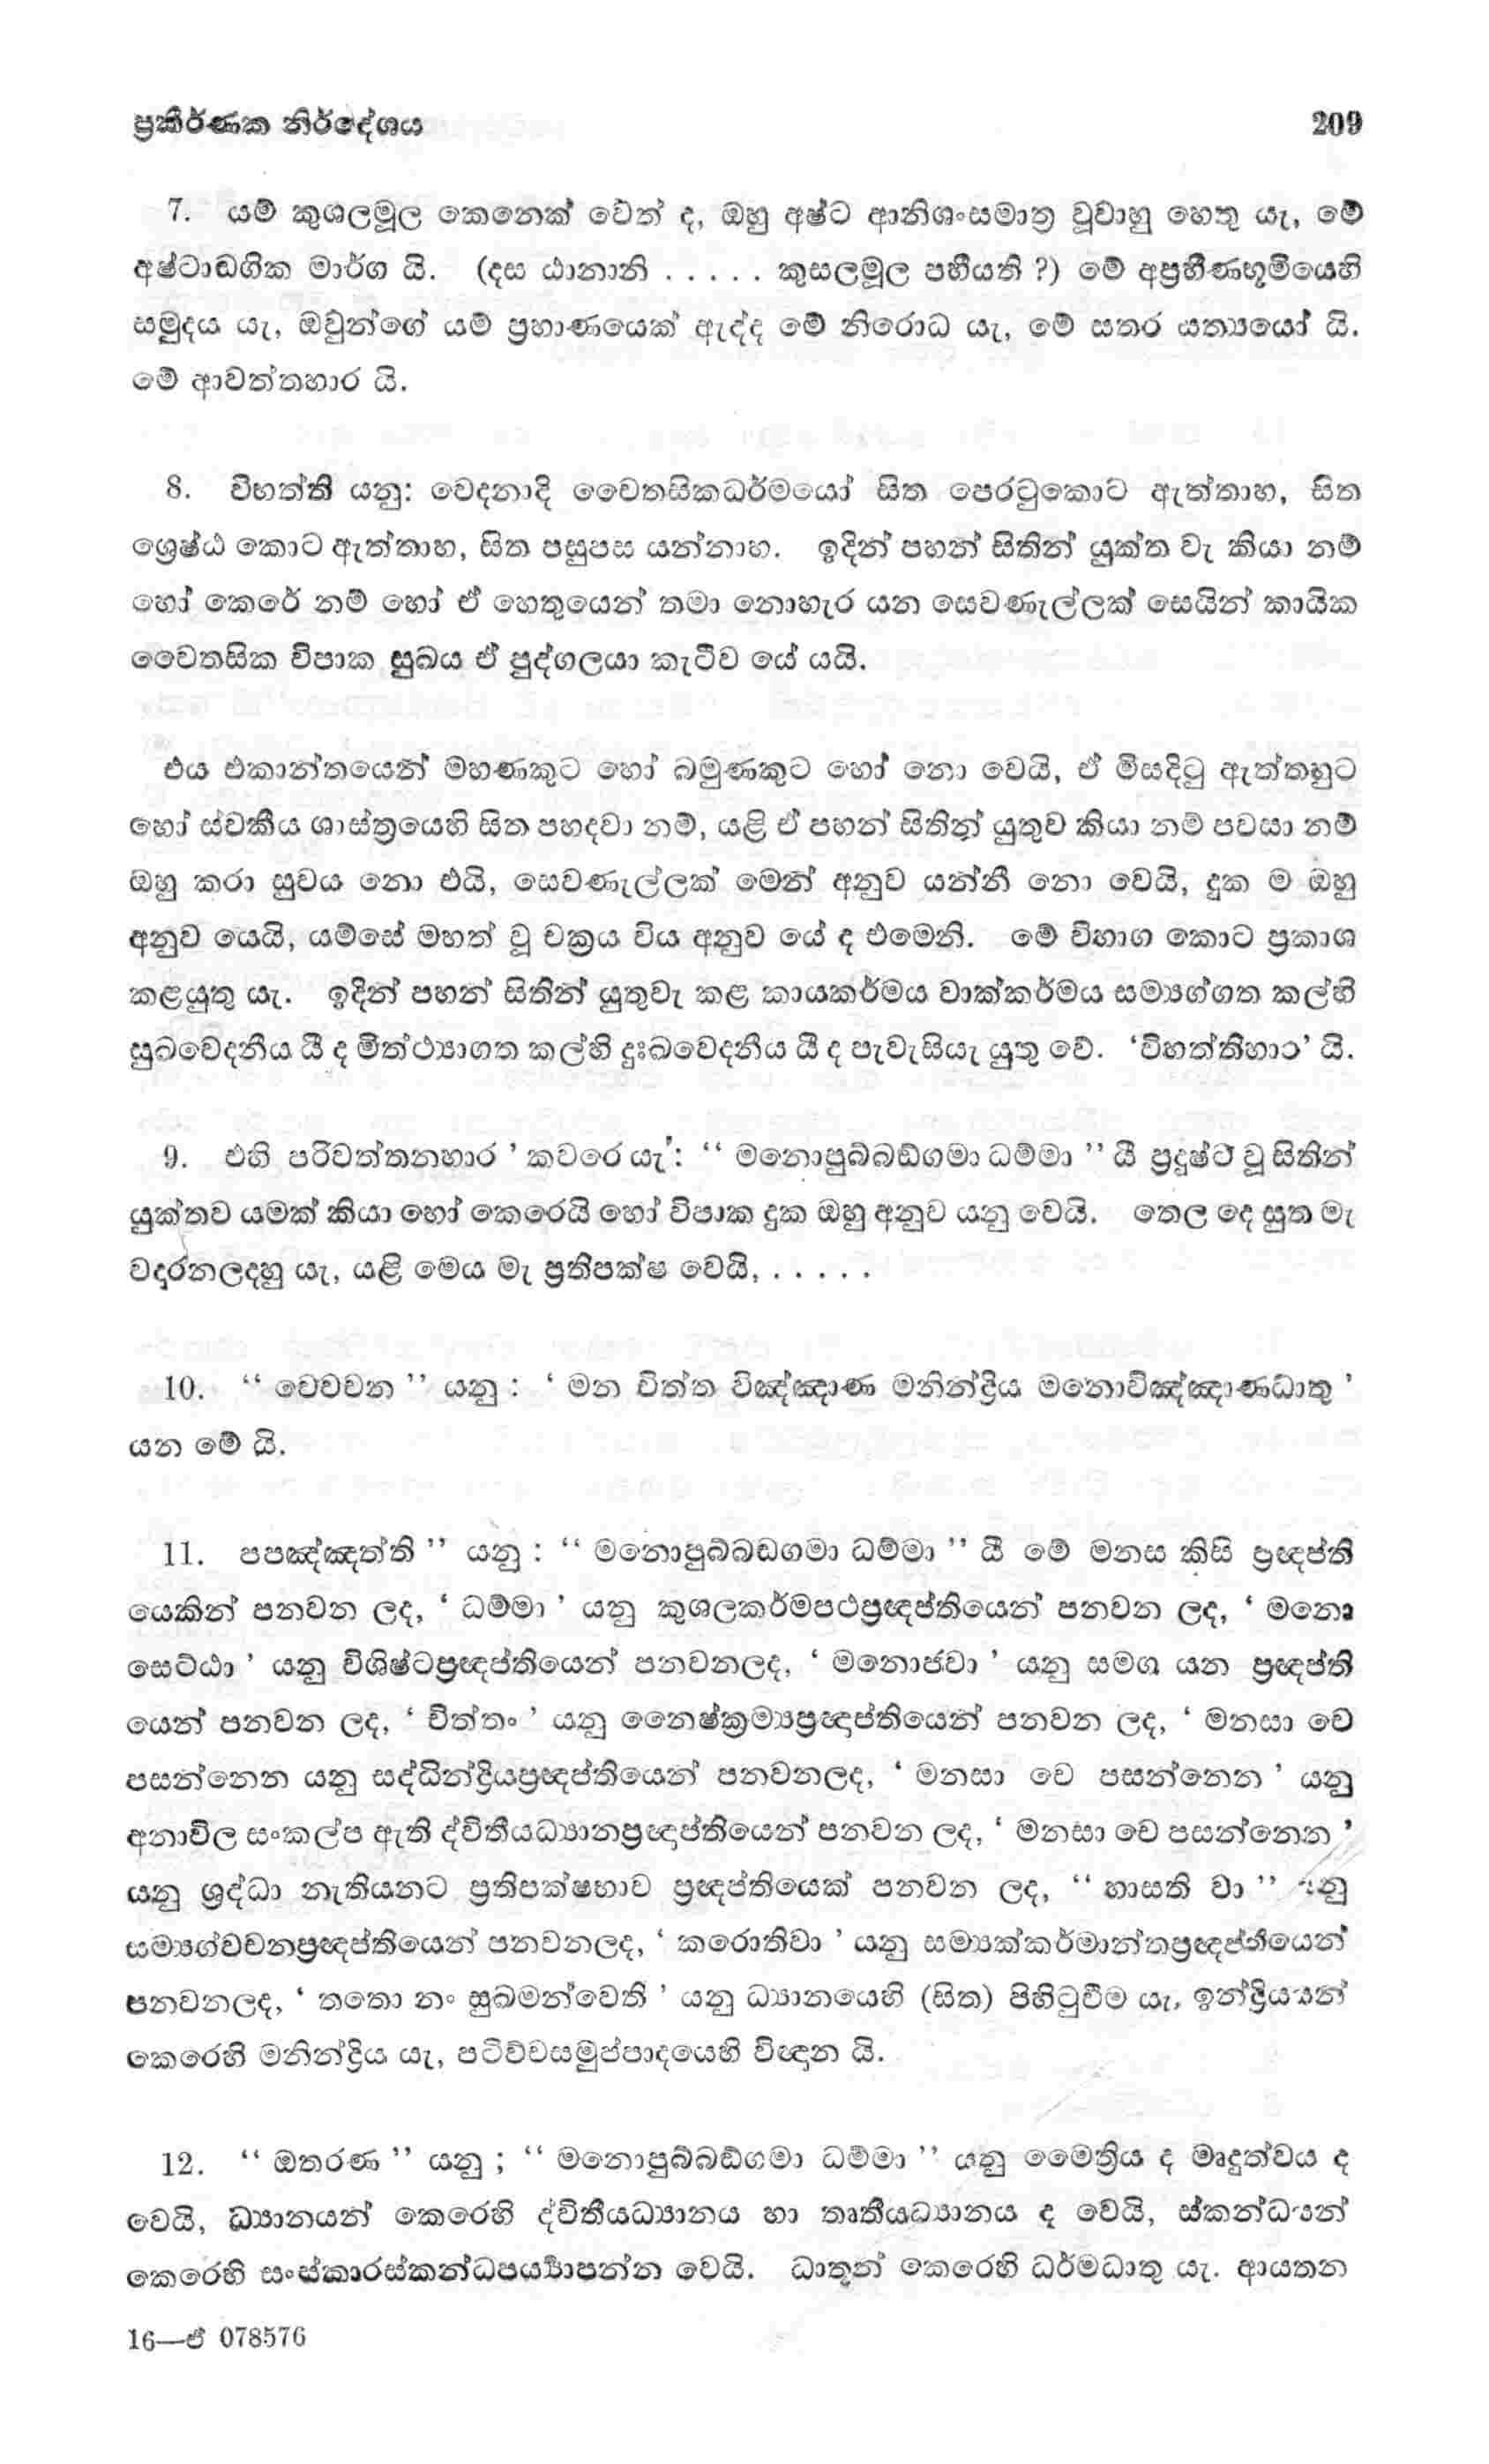 ප්‍රකීර්ණක නිර්දේශය 209
7. යම් කුශලමූල කෙනෙක් වෙත් ද, ඔහු අෂ්ට ආනිශංසමාත්‍ර වූවාහු හෙතු යැ, මේ
අෂ්ටාඩගික මාර්ග යි. (දස ඨානානි . . . . . කුසලමූල පහීයති ?) මේ අප්‍රහීණභූමියෙහි
සමුදය යැ, ඔවුන්ගේ යම් ප්‍රහාණයෙක් ඇද්ද මේ නිරොධ යැ, මේ සතර යත්‍යයෝ යි.
මේ ආවත්තහාර යි.
8. විභත්ති යනු: වෙදනාදි චෛතසිකධර්මයෝ සිත පෙරටුකොට ඇත්තාහ, සිත
ශ්‍රෙෂ්ඨ කොට ඇත්තාහ, සිත පසුපස යන්නාහ. ඉදින් පහන් සිතින් යුක්ත වැ කියා නම්
හෝ කෙරේ නම් හෝ ඒ හෙතුයෙන් තමා නොහැර යන සෙවණැල්ලක් සෙයින් කායික
චෛතසික විපාක සුඛය ඒ පුද්ගලයා කැටිව යේ යයි.
එය එකාන්තයෙන් මහණකුට හෝ බමුණකුට හෝ නො වෙයි, ඒ මිසදිටු ඇත්තහුට
හෝ ස්වකීය ශාස්ත්‍රයෙහි සිත පහදවා නම්, යළි ඒ පහන් සිතින් යුතුව කියා නම් පවසා නම්
ඔහු කරා සුවය නො එයි, සෙවණැල්ලක් මෙන් අනුව යන්නී නො වෙයි, දුක ම ඔහු
අනුව යෙයි, යම්සේ මහත් වූ චක්‍රය විය අනුව යේ ද එමෙනි. මේ විභාග කොට ප්‍රකාශ
කළයුතු යැ. ඉදින් පහන් සිතින් යුතුවැ කළ කායකර්මය වාක්කර්මය සම්‍යග්ගත කල්හි
සුඛවෙදනීය යී ද මිත්ථ්‍යාගත කල්හි දුඃඛවෙදනීය යී ද පැවැසියැ යුතු වේ. ‘විභත්තිහාර’ යි.
9. එහි පරිවත්තනහාර ’ කවරෙ යැ’: “ මනොපුබ්බඞ්ගමා ධම්මා ” යී ප්‍රදුෂ්ට වූ සිතින්
යුක්තව යමක් කියා හෝ කෙරෙයි හෝ විපාක දුක ඔහු අනුව යනු වෙයි. තෙල දෙ සුත මැ
වදාරනලදහු යැ, යළි මෙය මැ ප්‍රතිපක්ෂ වෙයි, . . . . .
10. “ වෙවචන ” යනු : ‘ මන චිත්ත විඤ්ඤාණ මනින්ද්‍රිය මනොවිඤ්ඤාණධාතු ’
යන මේ යි.
11. පපඤ්ඤත්ති ” යනු : “ මනොපුබ්බඩගමා ධම්මා ” යී මේ මනස කිසි ප්‍රඥප්ති
යෙකින් පනවන ලද, ‘ ධම්මා ’ යනු කුශලකර්මපථප්‍රඥප්තියෙන් පනවන ලද, ‘ මනො
සෙට්ඨා ’ යනු විශිෂ්ටප්‍රඥප්තියෙන් පනවනලද, ‘ මනොජවා ’ යනු සමග යන ප්‍රඥප්ති
යෙන් පනවන ලද, ‘ චිත්තං ’ යනු නෛෂ්ක්‍රම්‍යප්‍රඥාප්තියෙන් පනවන ලද, ‘ මනසා චෙ
පසන්නෙන යනු සද්ධින්ද්‍රියප්‍රඥප්තියෙන් පනවනලද, ‘ මනසා චෙ පසන්නෙන ’ යනු
අනාවිල සංකල්ප ඇති ද්විතීයධ්‍යානප්‍රඥාප්තියෙන් පනවන ලද, ‘ මනසා චෙ පසන්නෙන ’
යනු ශ්‍රද්ධා නැතියනට ප්‍රතිපක්ෂභාව ප්‍රඥප්තියෙක් පනවන ලද, “ භාසති වා ” යනු
සම්‍යග්වචනප්‍රඥප්තියෙන් පනවනලද, ‘ කරොතිවා ’ යනු සම්‍යක්කර්මාන්තප්‍රඥප්තියෙන්
පනවනලද, ‘ තතො නං සුඛමන්වෙති ’ යනු ධ්‍යානයෙහි (සිත) පිහිටුවීම යැ, ඉන්ද්‍රියයන්
කෙරෙහි මනින්ද්‍රිය යැ, පටිච්චසමුප්පාදයෙහි විඥාන යි.
12. “ ඔතරණ ” යනු ; “ මනොපුබ්බඞ්ගමා ධම්මා ” යනු මෛත්‍රිය ද මෘදුත්වය ද
වෙයි, ධ්‍යානයන් කෙරෙහි ද්විතීයධ්‍යානය හා තෘතීයධ්‍යානය ද වෙයි, ස්කන්ධයන්
කෙරෙහි සංස්කාරස්කන්ධපර්‍ය්‍යාපන්න වෙයි. ධාතූන් කෙරෙහි ධර්මධාතු යැ. ආයතන
16—ඒ 078576